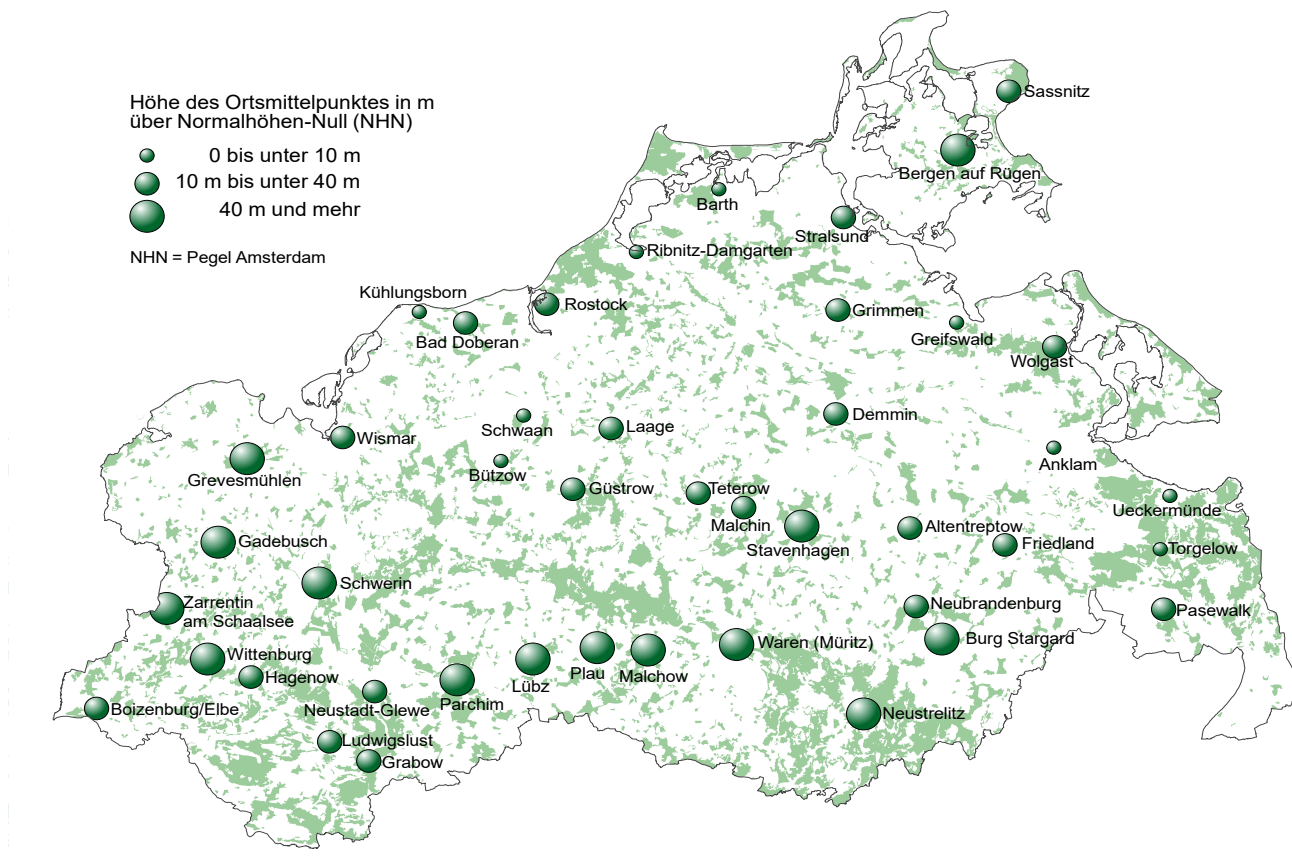 Höhe des Ortsmittelpunktes in m
über Normalhöhen-Null (NHN)
0 bis unter 10 m
10 m bis unter 40 m
40 m und mehr
NHN = Pegel Amsterdam
Sassnitz
Bergen auf Rügen
Barth
Stralsund
Ribnitz-Damgarten
Kühlungsborn
Rostock
Bad Doberan
Grimmen
Greifswald
Wolgast
Demmin
Schwaan
Laage
Wismar
Anklam
Grevesmühlen
Bützow
Güstrow
Teterow
Malchin
Stavenhagen
Ueckermünde
Altentreptow
Friedland
Torgelow
Gadebusch
Schwerin
Zarrentin
am Schaalsee
Neubrandenburg
Pasewalk
Burg Stargard
Waren (Müritz)
Wittenburg
Hagenow
Plau
Malchow
Lübz
Parchim
Boizenburg/Elbe
Neustadt-Glewe
Neustrelitz
Ludwigslust
Grabow